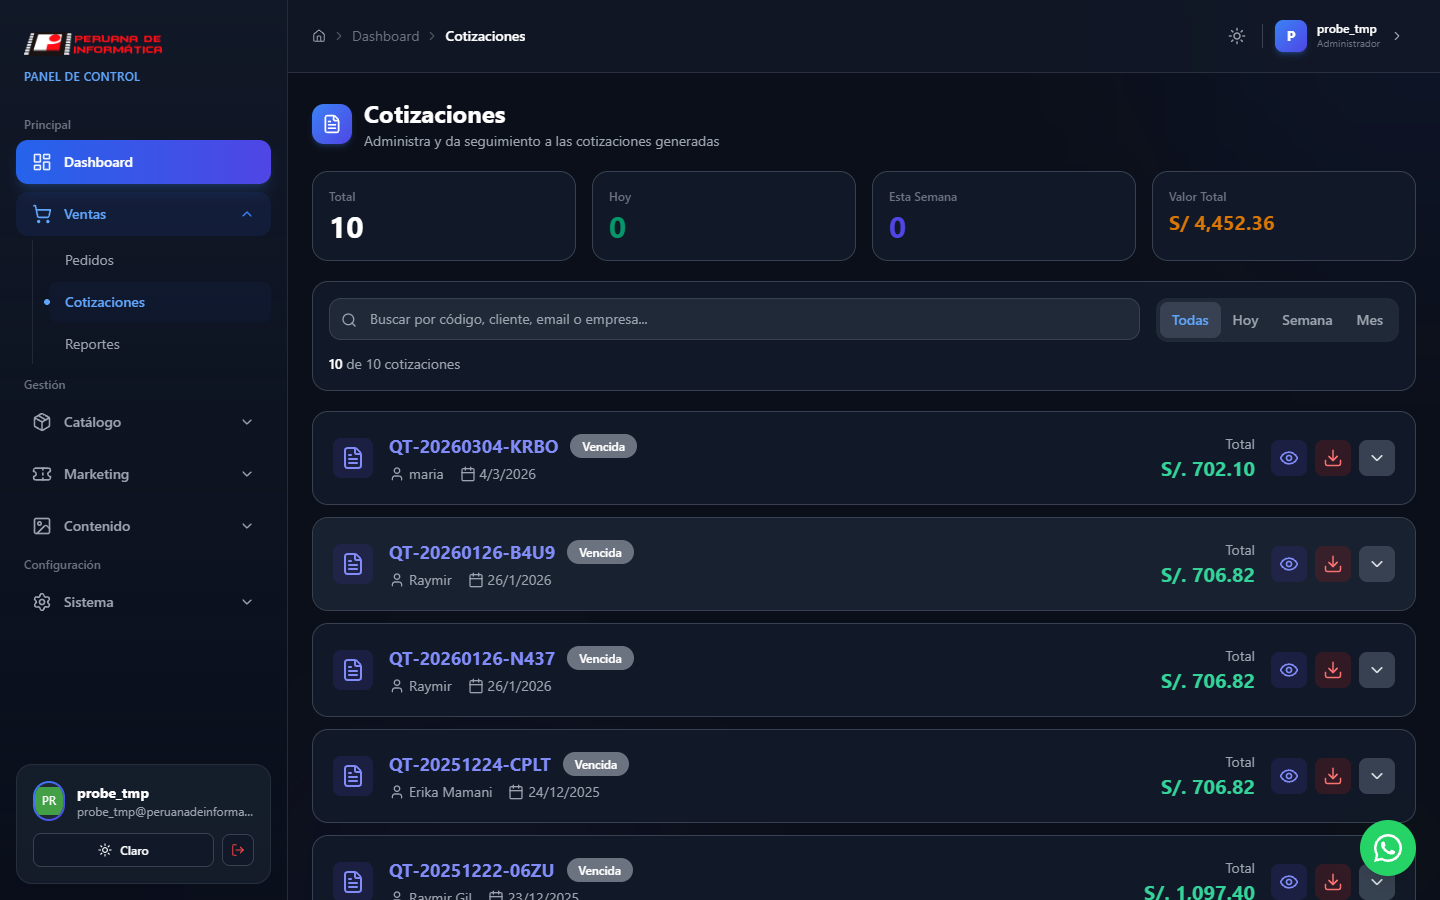 PERUANA DE
INFORMÁTICA
PANEL DE CONTROL
Principal
Dashboard
Ventas
Pedidos
Cotizaciones
Reportes
Gestión
Catálogo
Marketing
Contenido
Configuración
Sistema
PR
probe_tmp
probe_tmp@peruanadeinforma...
Claro
Dashboard
Cotizaciones
P
probe_tmp
Administrador
Cotizaciones
Administra y da seguimiento a las cotizaciones generadas
Total
10
Hoy
0
Esta Semana
0
Valor Total
S/ 4,452.36
Buscar por código, cliente, email o empresa...
Todas Hoy Semana Mes
10 de 10 cotizaciones
QT-20260304-KRBO Vencida
maria 4/3/2026
Total
S/. 702.10
QT-20260126-B4U9 Vencida
Raymir 26/1/2026
Total
S/. 706.82
QT-20260126-N437 Vencida
Raymir 26/1/2026
Total
S/. 706.82
QT-20251224-CPLT Vencida
Erika Mamani 24/12/2025
Total
S/. 706.82
QT-20251222-06ZU Vencida
Raymir Gil 23/12/2025
Total
S/. 1,097.40